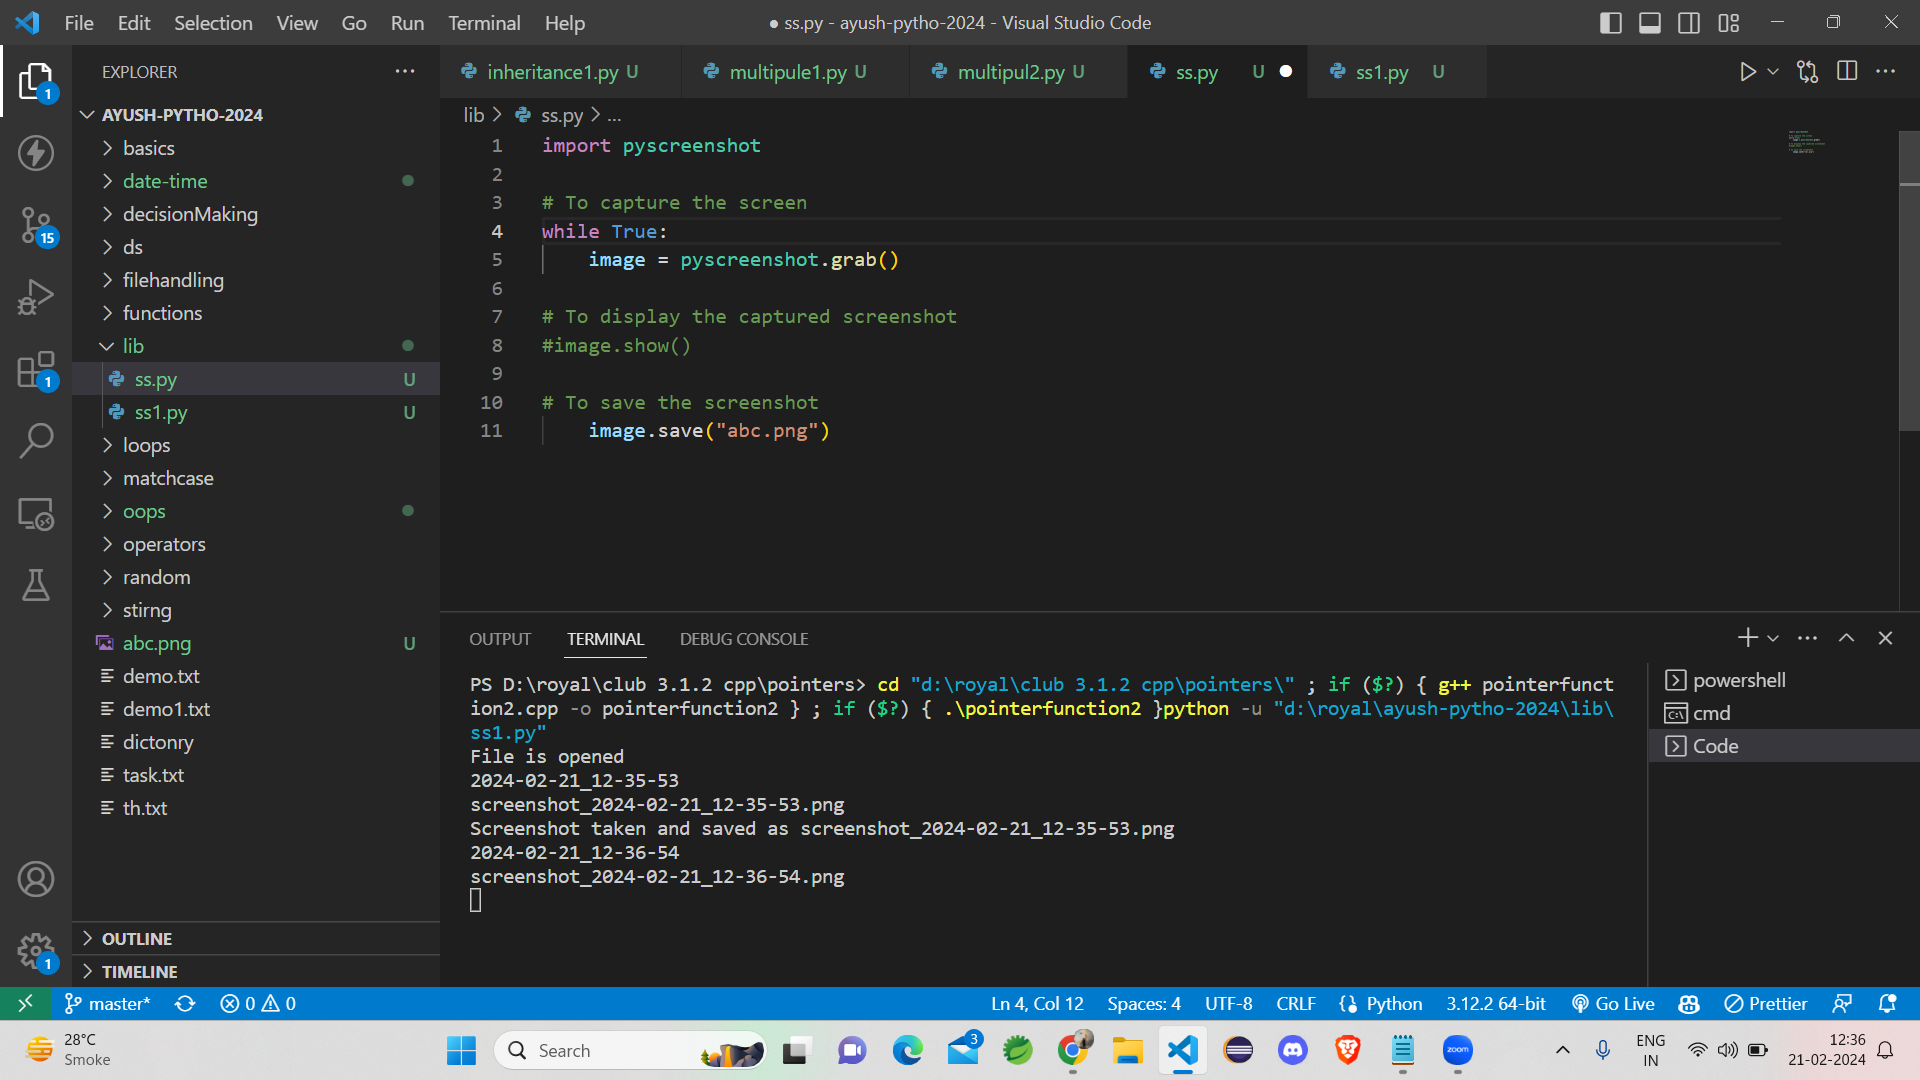 File Edit Selection View Go Run Terminal Help
● ss.py - ayush-pytho-2024 - Visual Studio Code
EXPLORER
AYUSH-PYTHO-2024
basics
date-time
decisionMaking
ds
filehandling
functions
lib
ss.py U
ss1.py U
loops
matchcase
oops
operators
random
stirng
abc.png U
demo.txt
demo1.txt
dictonry
task.txt
th.txt
OUTLINE
TIMELINE
1
15
1
1
inheritance1.py U multipule1.py U multipul2.py U ss.py U ss1.py U
lib > ss.py > ...
1 import pyscreenshot
2
3 # To capture the screen
4 while True:
5 image = pyscreenshot.grab()
6
7 # To display the captured screenshot
8 #image.show()
9
10 # To save the screenshot
11 image.save("abc.png")
OUTPUT TERMINAL DEBUG CONSOLE
PS D:\royal\club 3.1.2 cpp\pointers> cd "d:\royal\club 3.1.2 cpp\pointers\" ; if ($?) { g++ pointerfunct
ion2.cpp -o pointerfunction2 } ; if ($?) { .\pointerfunction2 }python -u "d:\royal\ayush-pytho-2024\lib\
ss1.py"
File is opened
2024-02-21_12-35-53
screenshot_2024-02-21_12-35-53.png
Screenshot taken and saved as screenshot_2024-02-21_12-35-53.png
2024-02-21_12-36-54
screenshot_2024-02-21_12-36-54.png
powershell
cmd
Code
master* 0 0 Ln 4, Col 12 Spaces: 4 UTF-8 CRLF Python 3.12.2 64-bit Go Live Prettier
28°C
Smoke
Search
3
zoom
ENG
IN
12:36
21-02-2024